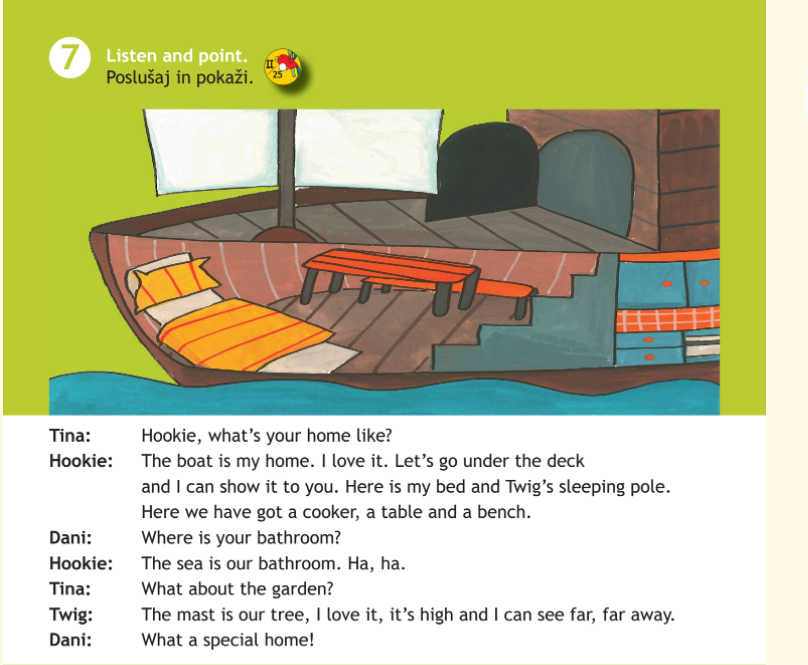 7
Listen and point.
Poslušaj in pokaži.
II
25
Tina: Hookie, what's your home like?
Hookie: The boat is my home. I love it. Let's go under the deck
and I can show it to you. Here is my bed and Twig's sleeping pole.
Here we have got a cooker, a table and a bench.
Dani: Where is your bathroom?
Hookie: The sea is our bathroom. Ha, ha.
Tina: What about the garden?
Twig: The mast is our tree, I love it, it's high and I can see far, far away.
Dani: What a special home!